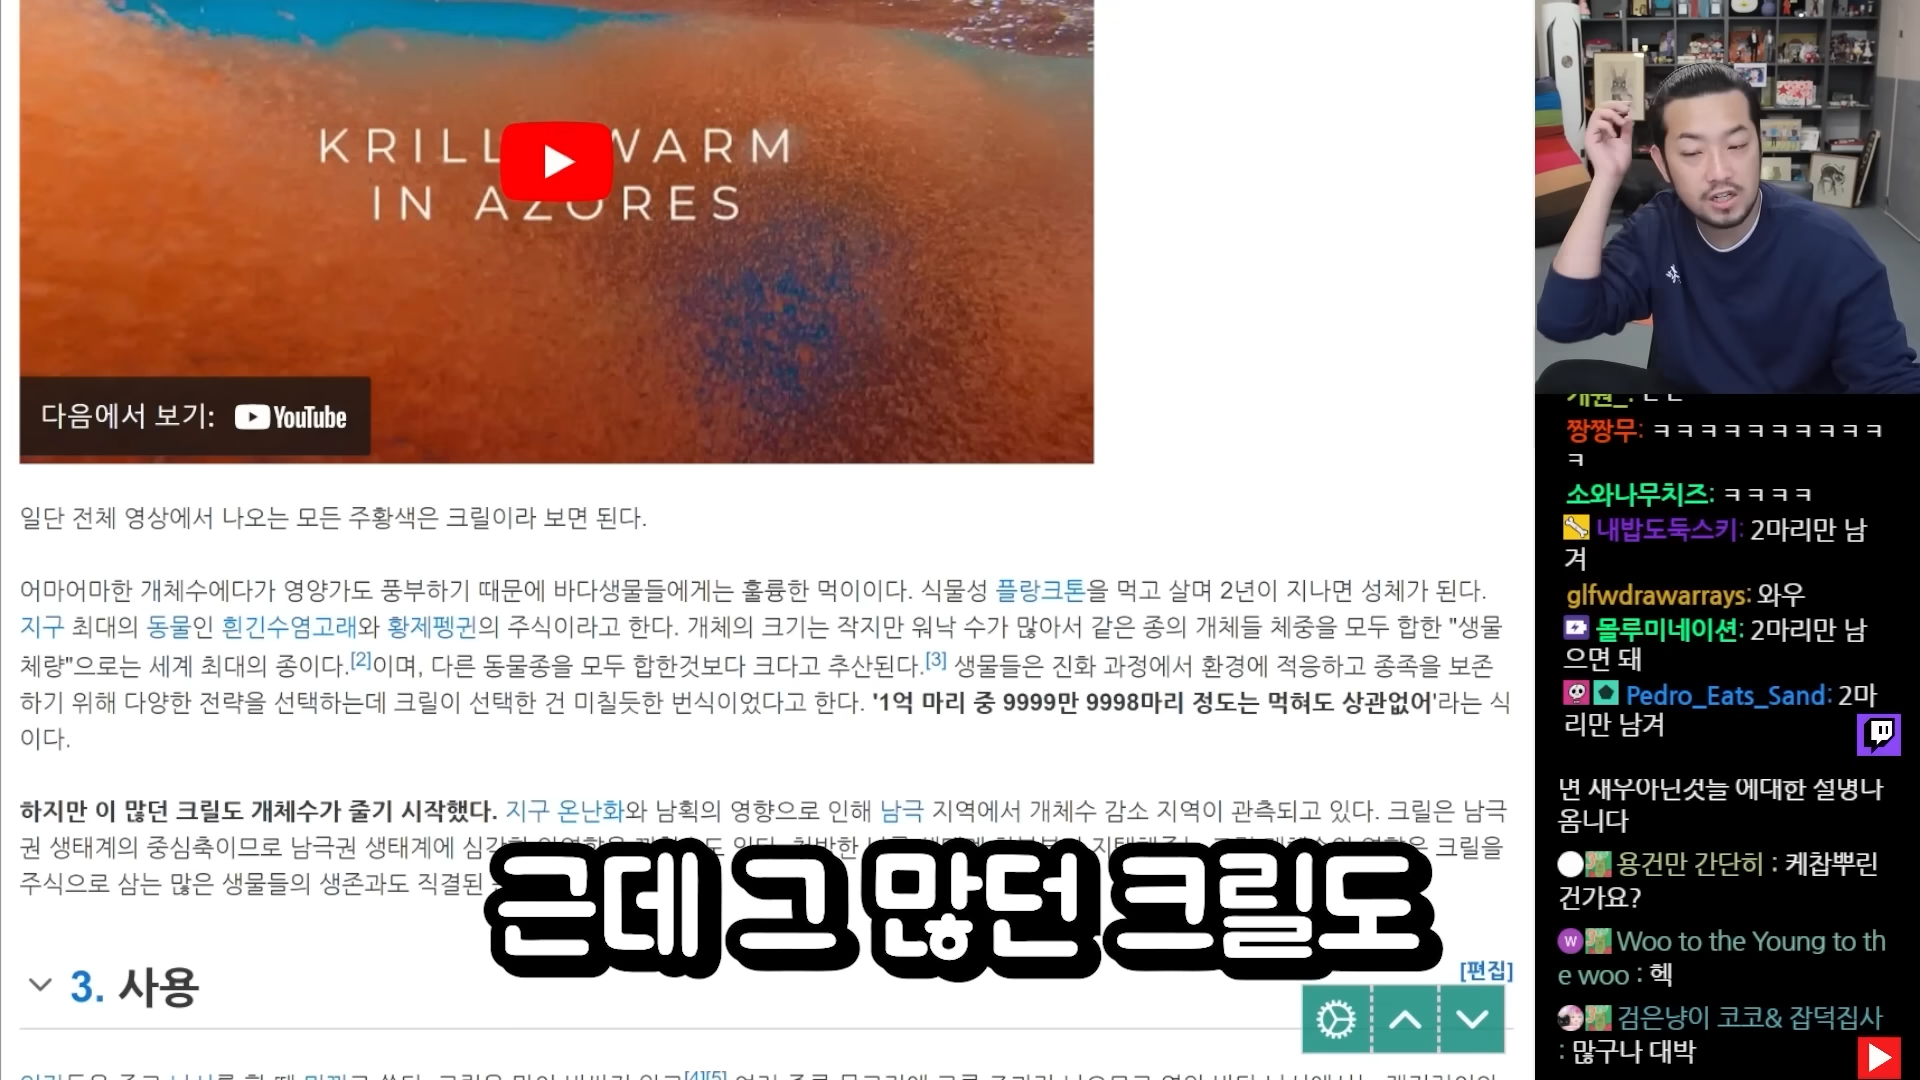 KRILL WARM
IN AZORES
다음에서 보기: YouTube
일단 전체 영상에서 나오는 모든 주황색은 크릴이라 보면 된다.
어마어마한 개체수에다가 영양가도 풍부하기 때문에 바다생물들에게는 훌륭한 먹이이다. 식물성 플랑크톤을 먹고 살며 2년이 지나면 성체가 된다.
지구 최대의 동물인 흰긴수염고래와 황제펭귄의 주식이라고 한다. 개체의 크기는 작지만 워낙 수가 많아서 같은 종의 개체들 체중을 모두 합한 "생물
체량"으로는 세계 최대의 종이다.[2]이며, 다른 동물종을 모두 합한것보다 크다고 추산된다.[3] 생물들은 진화 과정에서 환경에 적응하고 종족을 보존
하기 위해 다양한 전략을 선택하는데 크릴이 선택한 건 미칠듯한 번식이었다고 한다. '1억 마리 중 9999만 9998마리 정도는 먹혀도 상관없어'라는 식
이다.
하지만 이 많던 크릴도 개체수가 줄기 시작했다. 지구 온난화와 남획의 영향으로 인해 남극 지역에서 개체수 감소 지역이 관측되고 있다. 크릴은 남극
권 생태계의 중심축이므로 남극권 생태계에 크릴을
주식으로 삼는 많은 생물들의 생존과도 직결된
근데 그 많던 크릴도
3. 사용
[편집]
짱짱무: ㅋㅋㅋㅋㅋㅋㅋㅋㅋㅋ
ㅋ
소와나무치즈: ㅋㅋㅋㅋ
내밥도둑스키: 2마리만 남
겨
glfwdrawarrays: 와우
몰루미네이션: 2마리만 남
으면 돼
Pedro_Eats_Sand: 2마
리만 남겨
면 새우아닌것들 에대한 설명나
옵니다
용건만 간단히 : 케찹뿌린
건가요?
W Woo to the Young to th
e woo : 헥
검은냥이 코코& 잡덕집사
: 많구나 대박